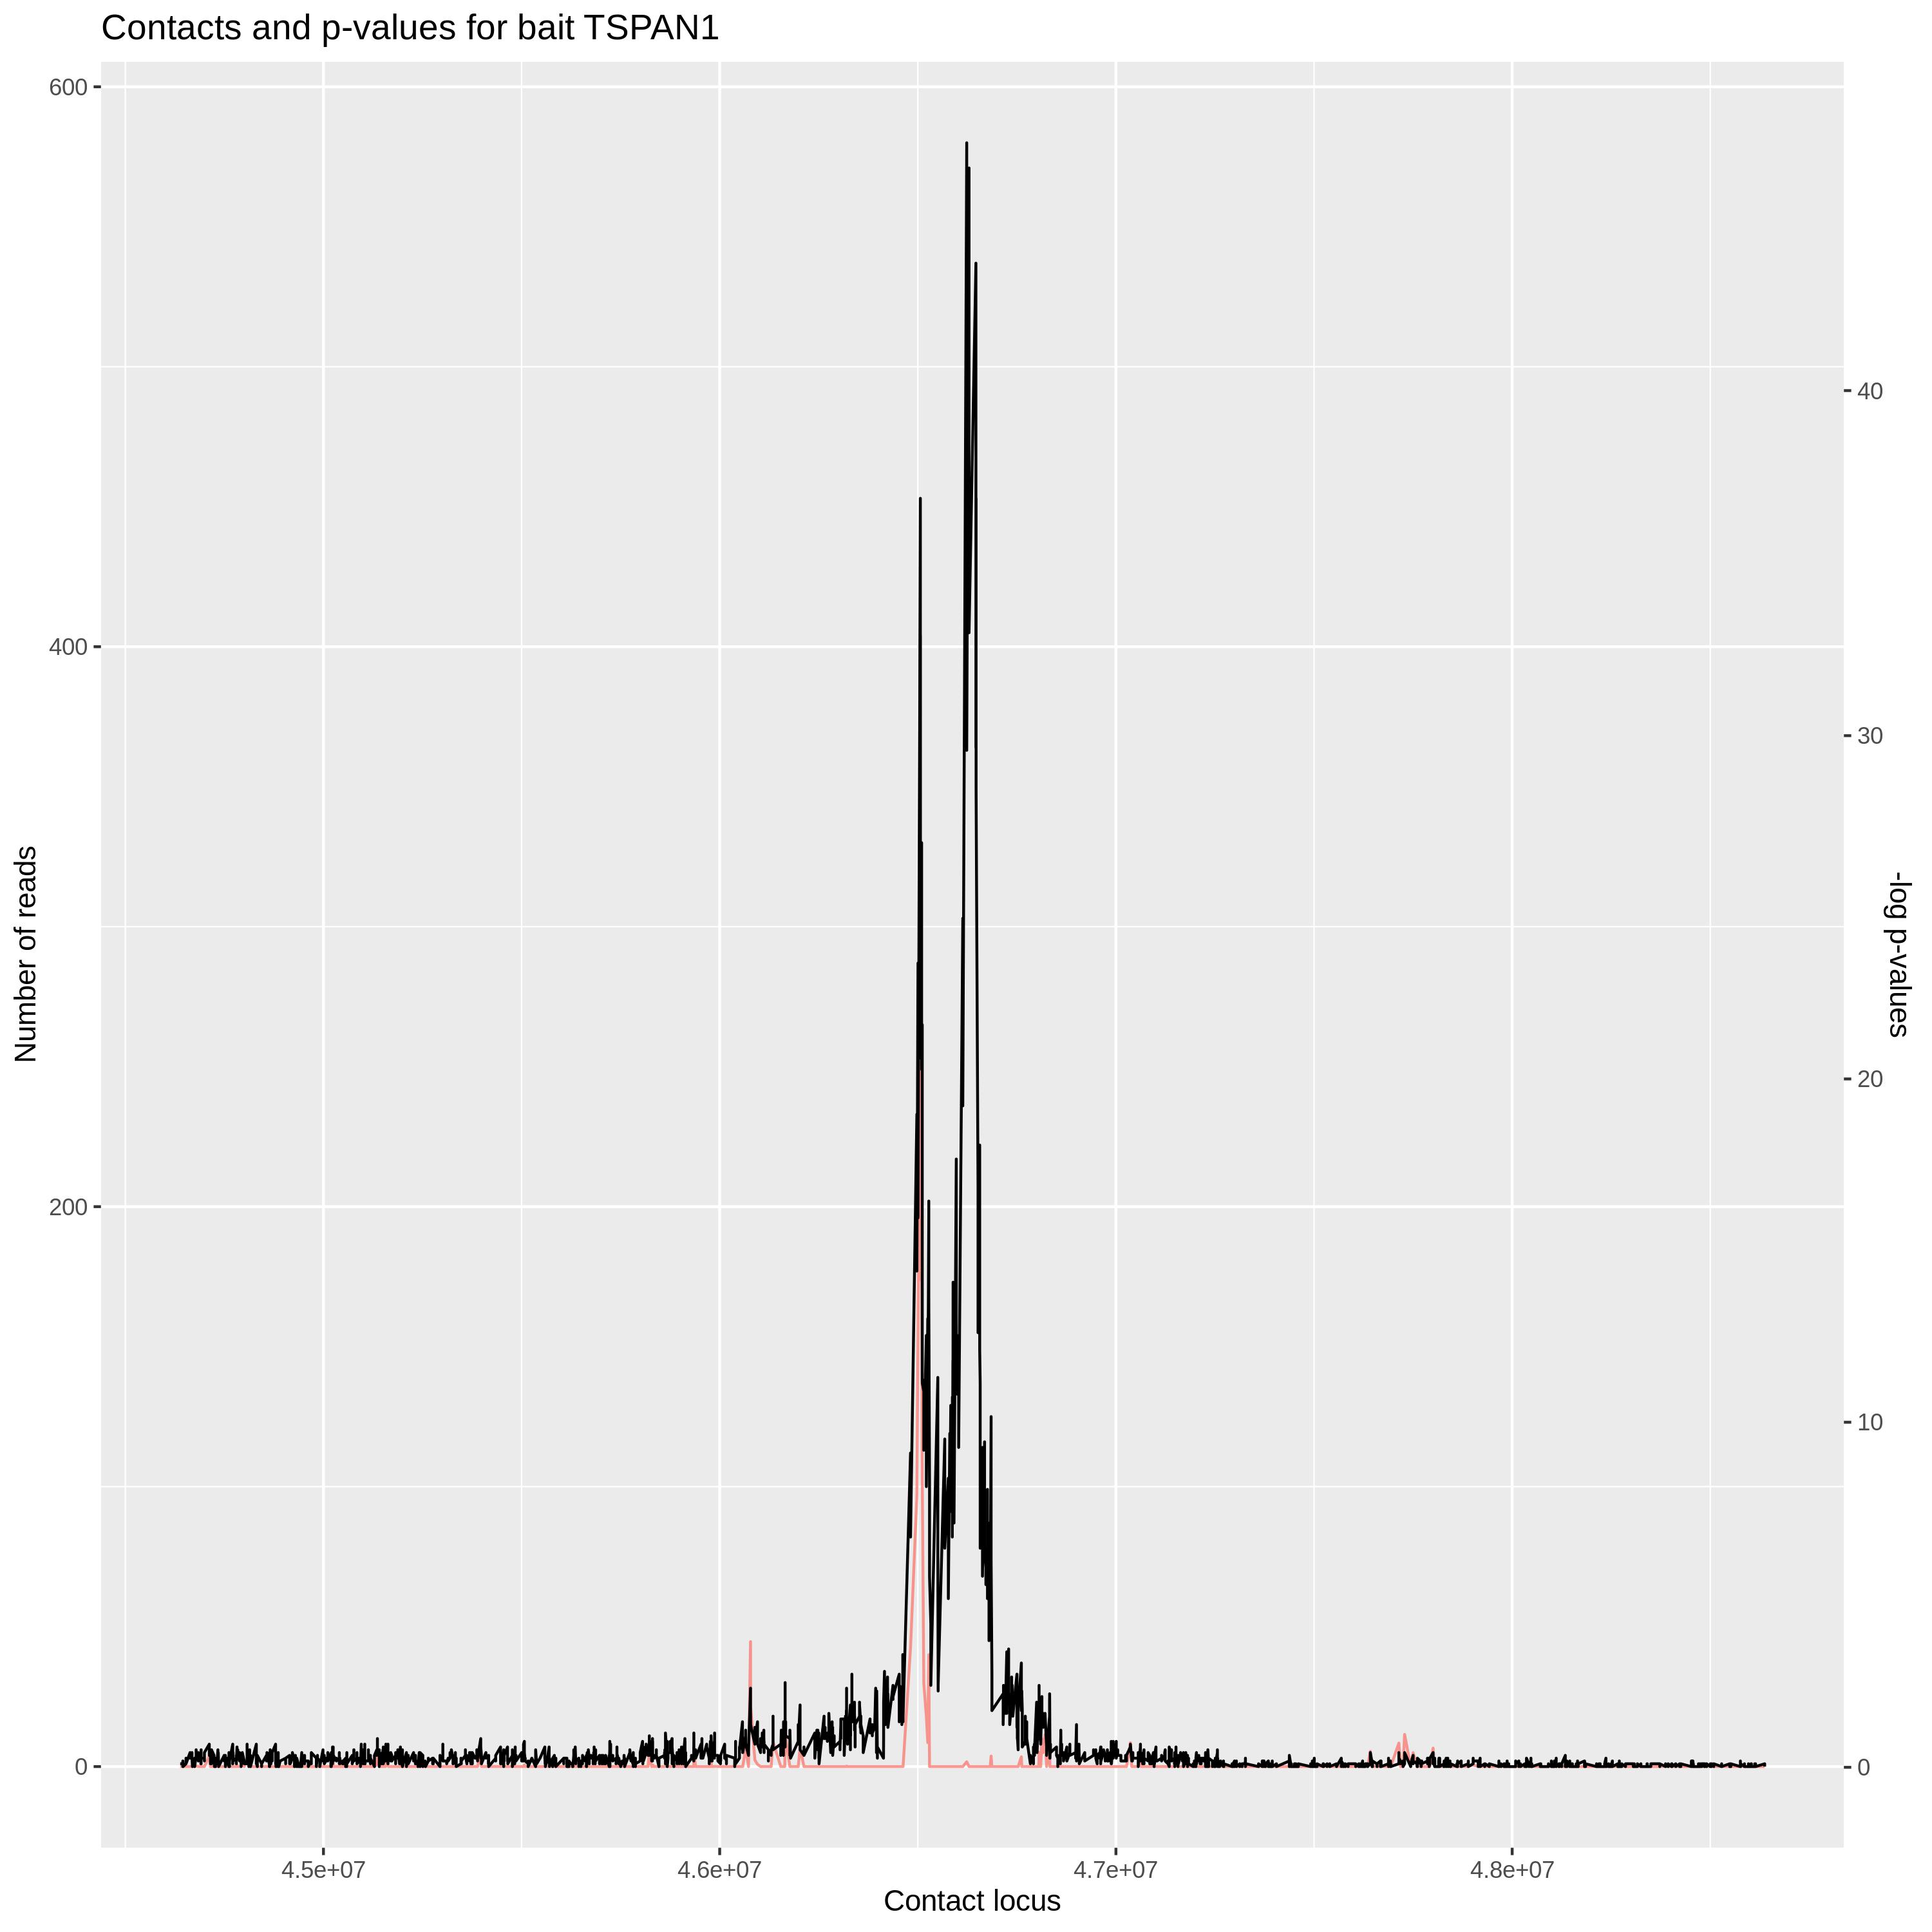 Contacts and p-values for bait TSPAN1
600
400
200
0
Number of reads
40
30
20
10
0
-log p-values
4.5e+07
4.6e+07
4.7e+07
4.8e+07
Contact locus